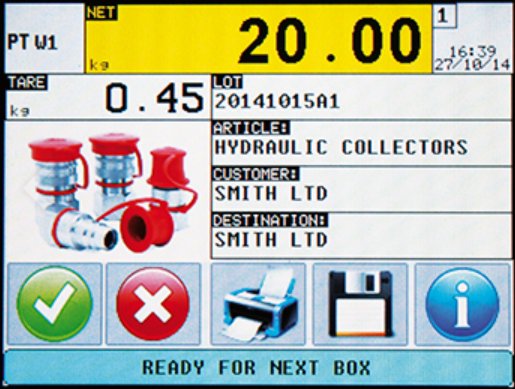 PT W1
NET
kg
20.00
1
16:39
27/10/14
TARE
kg
0.45
LOT
20141015A1
ARTICLE:
HYDRAULIC COLLECTORS
CUSTOMER:
SMITH LTD
DESTINATION:
SMITH LTD
i
READY FOR NEXT BOX